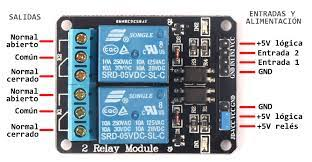 SALIDAS
ENTRADAS Y
ALIMENTACIÓN
Normal
abierto
Común
Normal
cerrado
Normal
abierto
Común
Normal
cerrado
+5V lógica
Entrada 2
Entrada 1
GND
GND
+5V lógica
+5V relés
SONGLE
10A 250VAC 10A 125VAC
10A 30VDC 10A 28VDC
SRD-05VDC-SL-C
SONGLE
10A 250VAC 10A 125VAC
10A 30VDC 10A 28VDC
SRD-05VDC-SL-C
2 Relay Module